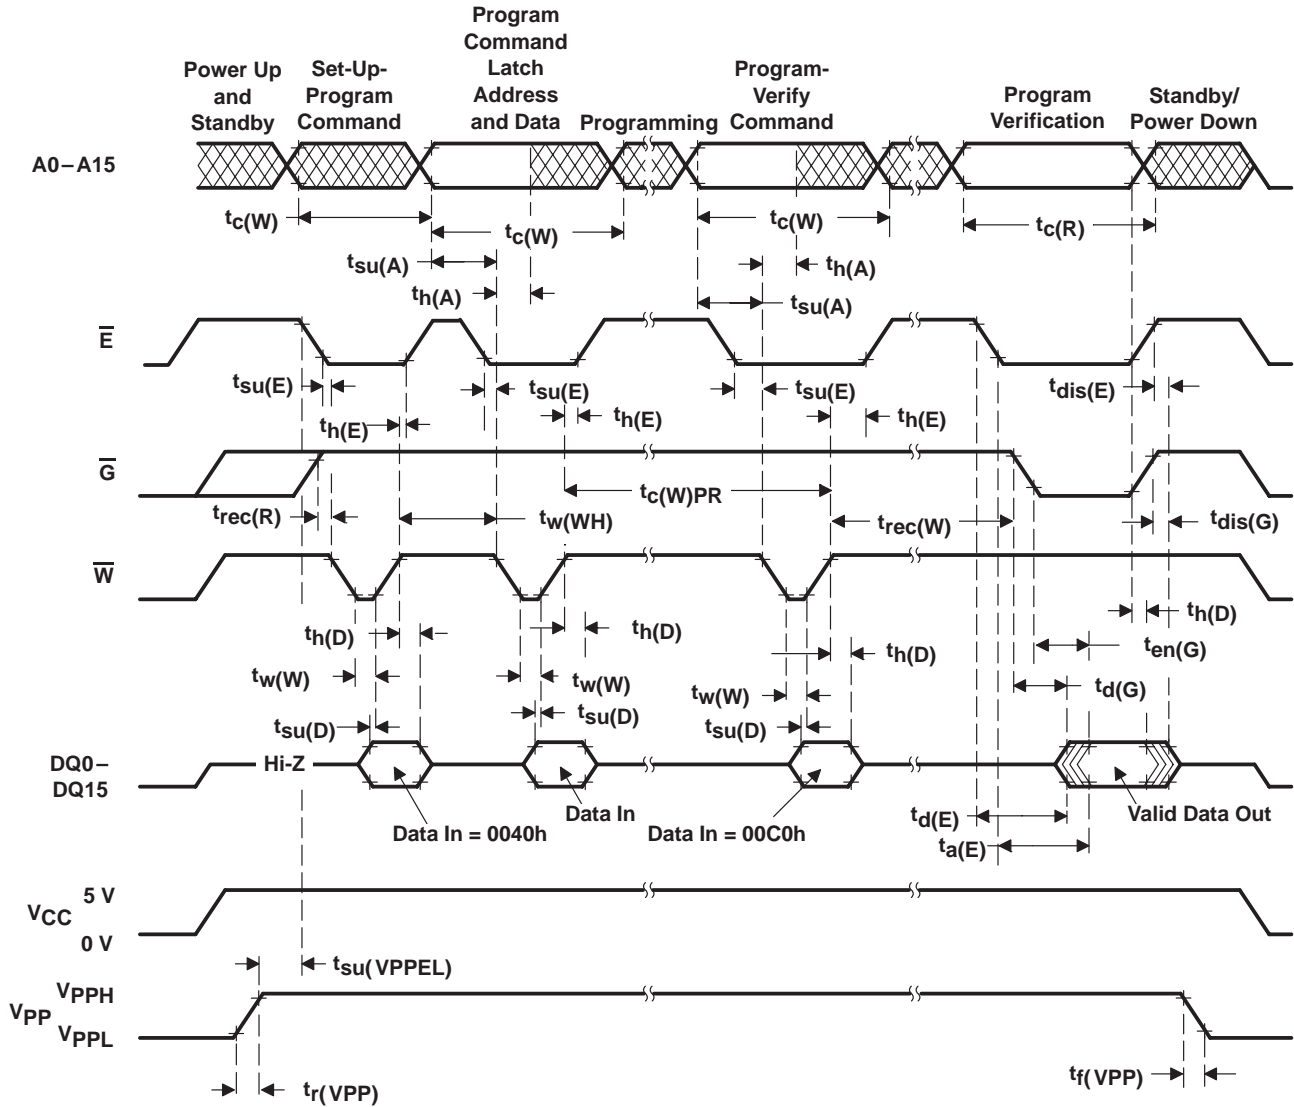 Power Up
and
Standby
Set-Up-
Program
Command
Program
Command
Latch
Address
and Data
Programming
Program-
Verify
Command
Program
Verification
Standby/
Power Down
A0–A15
tc(W)
tc(W)
tc(W)
tc(R)
tsu(A)
th(A)
th(A)
tsu(A)
E
tsu(E)
tsu(E)
tsu(E)
tdis(E)
th(E)
th(E)
th(E)
G
tc(W)PR
trec(R)
tw(WH)
trec(W)
tdis(G)
W
th(D)
th(D)
th(D)
th(D)
ten(G)
tw(W)
tw(W)
tw(W)
td(G)
tsu(D)
tsu(D)
tsu(D)
DQ0–
DQ15
Hi-Z
Data In = 0040h
Data In
Data In = 00C0h
Valid Data Out
td(E)
ta(E)
5 V
VCC
0 V
tsu(VPPEL)
VPPH
VPP
VPPL
tr(VPP)
tf(VPP)